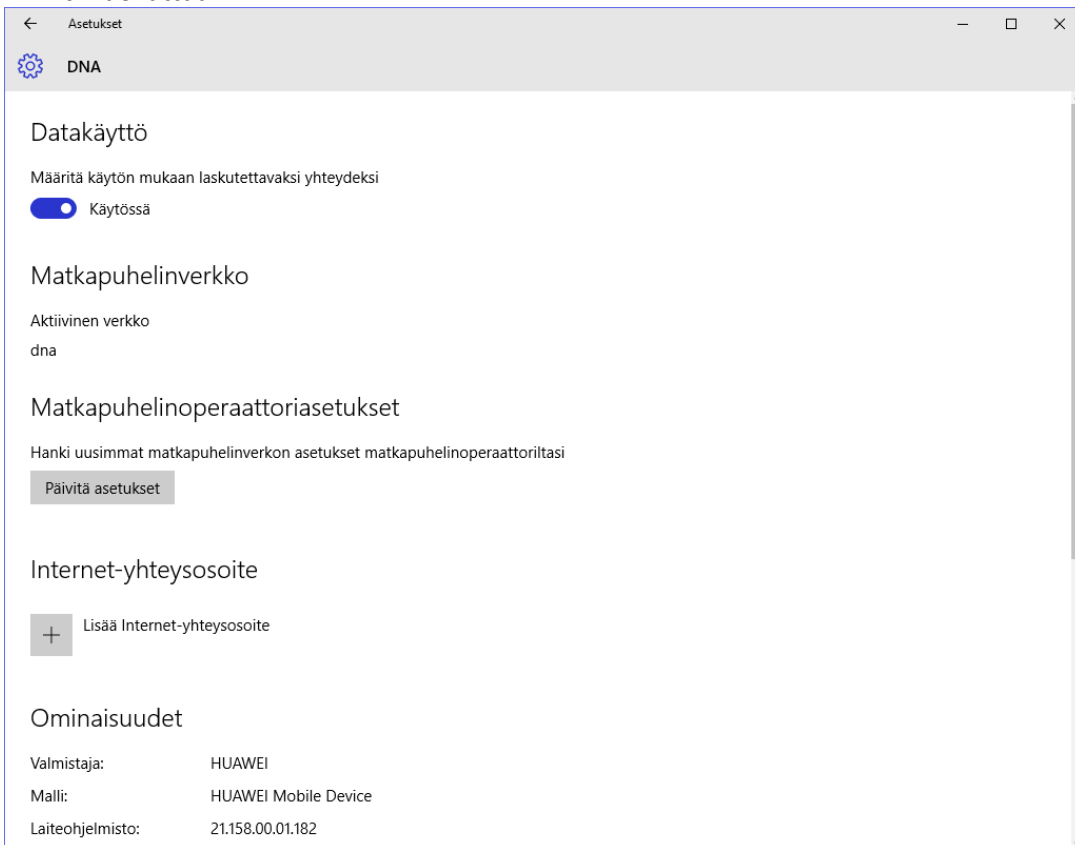 Asetukset
DNA
Datakäyttö
Määritä käytön mukaan laskutettavaksi yhteydeksi
Käytössä
Matkapuhelinverkko
Aktiivinen verkko
dna
Matkapuhelinoperaattoriasetukset
Hanki uusimmat matkapuhelinverkon asetukset matkapuhelinoperaattoriltasi
Päivitä asetukset
Internet-yhteysosoite
Lisää Internet-yhteysosoite
Ominaisuudet
Valmistaja: HUAWEI
Malli: HUAWEI Mobile Device
Laiteohjelmisto: 21.158.00.01.182